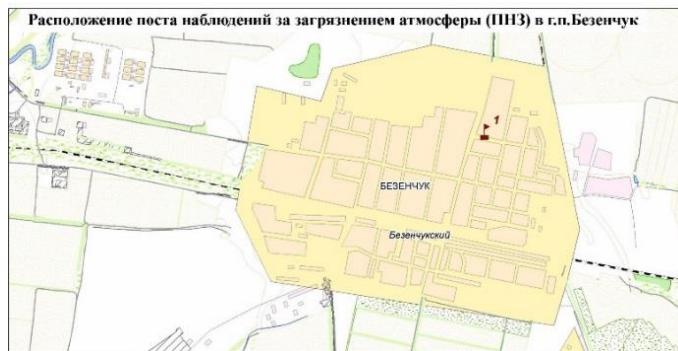 Расположение поста наблюдений за загрязнением атмосферы (ПНЗ) в г.п.Безенчук
1
БЕЗЕНЧУК
Безенчукский